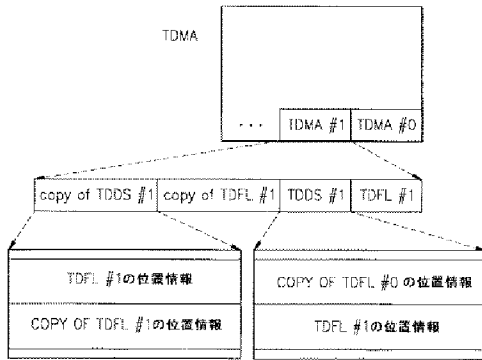 TDMA
... TDMA #1 TDMA #0
copy of TDDS #1 copy of TDFL #1 TDDS #1 TDFL #1
TDFL #1の位置情報
COPY OF TDFL #1の位置情報
COPY OF TDFL #0 の位置情報
TDFL #1の位置情報